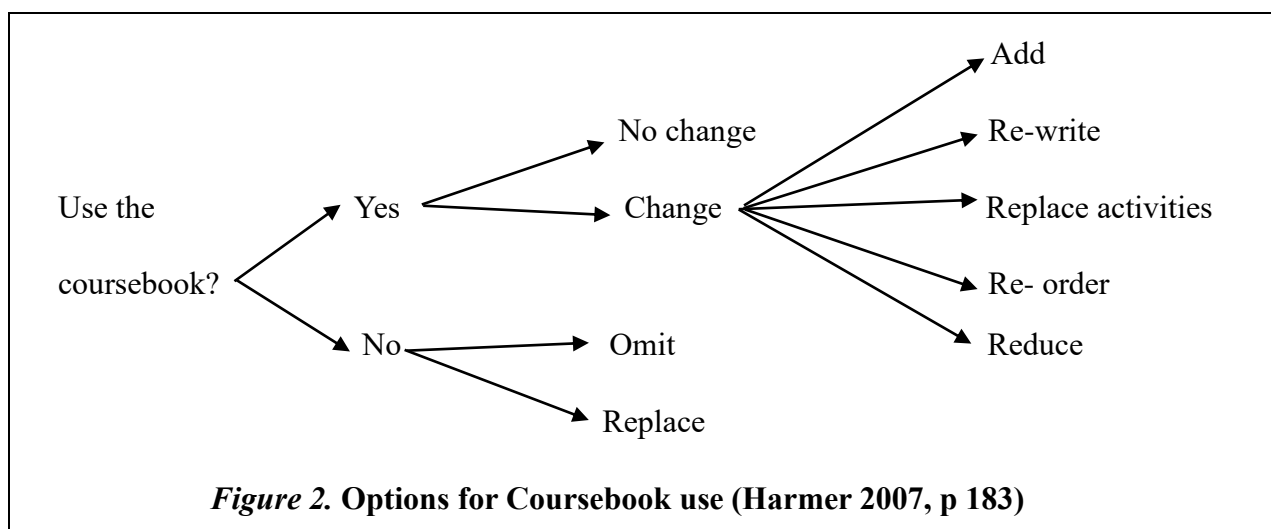 Add
No change
Re-write
Use the
Yes
Change
Replace activities
coursebook?
Re- order
No
Omit
Reduce
Replace
Figure 2. Options for Coursebook use (Harmer 2007, p 183)